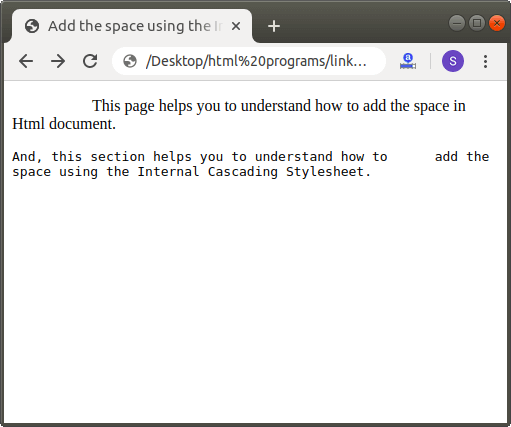 Add the space using the In
/Desktop/html%20programs/link…
S
This page helps you to understand how to add the space in
Html document.
And, this section helps you to understand how to      add the
space using the Internal Cascading Stylesheet.